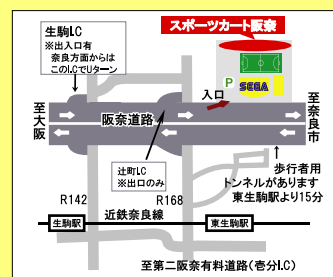 生駒I.C
※出入口有
奈良方面からは
このI.CでUターン
スポーツカート阪奈
P
SEGA
入口
至大阪
阪奈道路
至奈良市
辻町I.C
※出口のみ
歩行者用
トンネルがあります
東生駒駅より15分
R142
R168
生駒駅
近鉄奈良線
東生駒駅
至第二阪奈有料道路(壱分I.C)